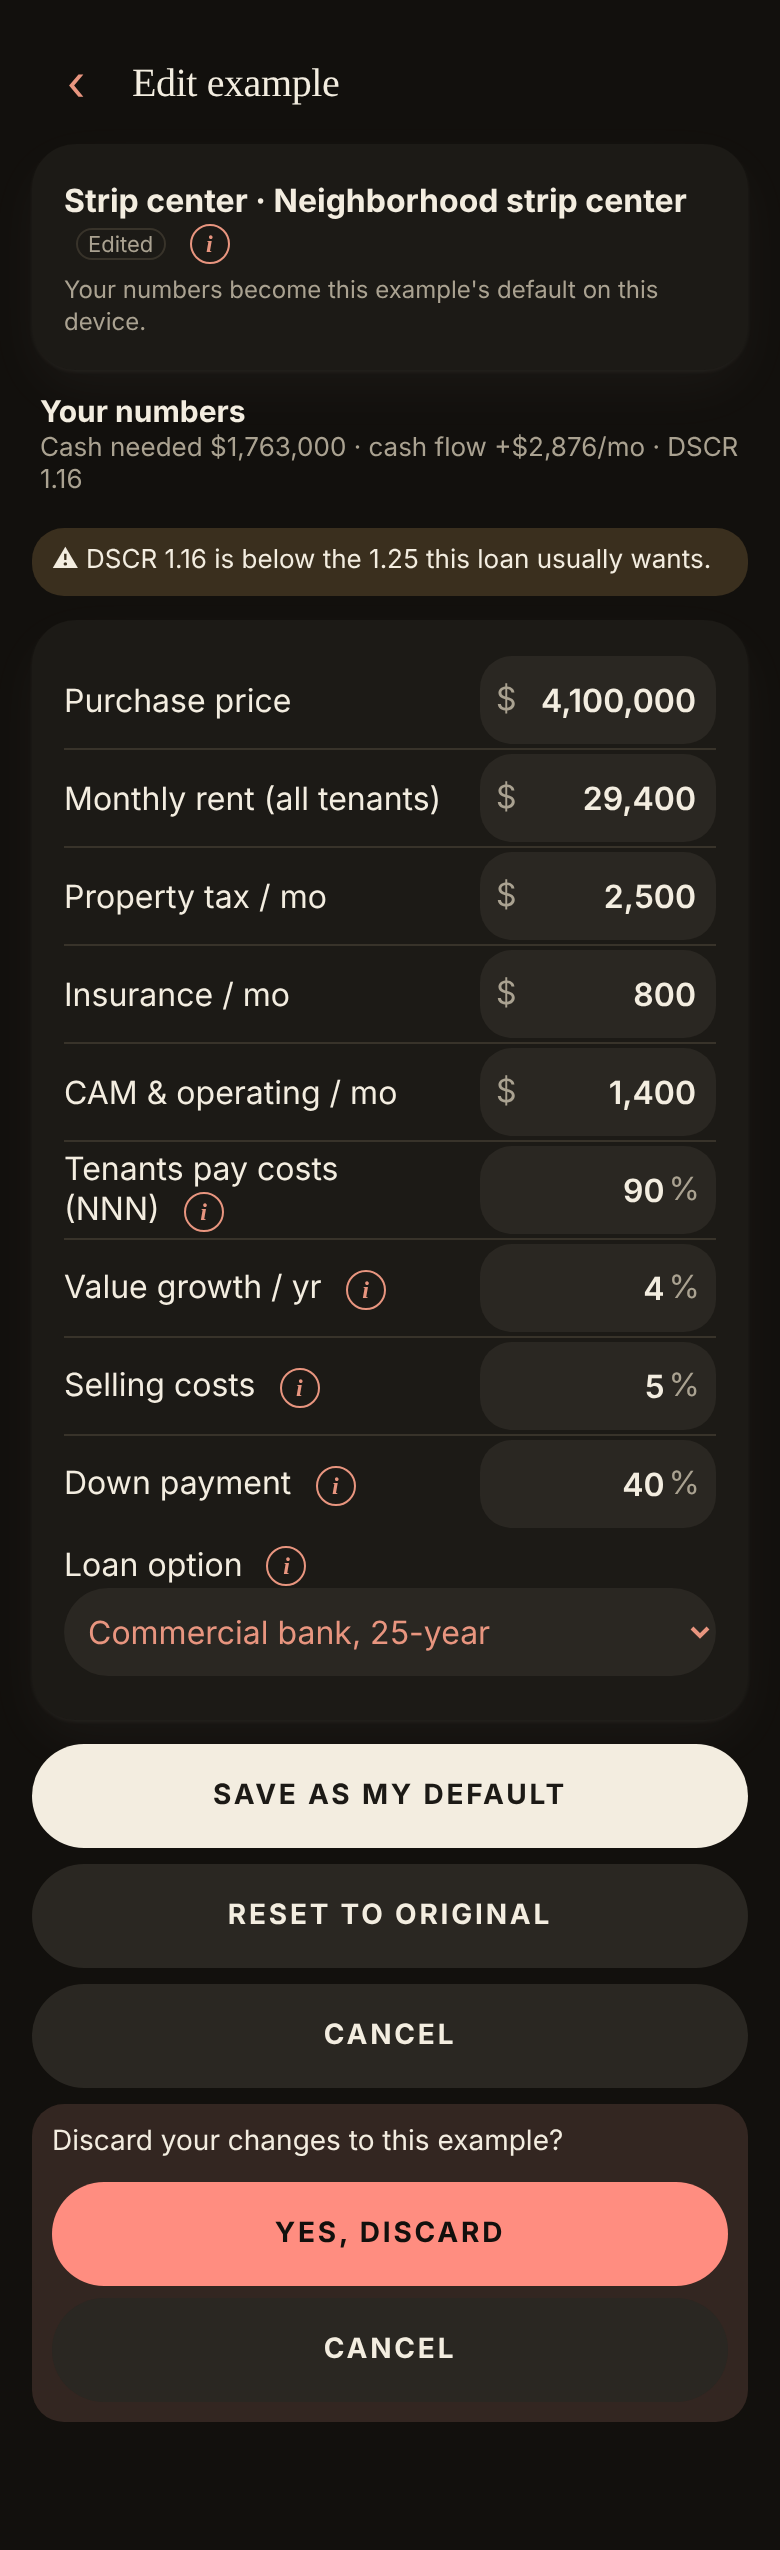 ‹ Edit example
Strip center · Neighborhood strip center
Edited i
Your numbers become this example's default on this
device.
Your numbers
Cash needed $1,763,000 · cash flow +$2,876/mo · DSCR
1.16
⚠ DSCR 1.16 is below the 1.25 this loan usually wants.
Purchase price $ 4,100,000
Monthly rent (all tenants) $ 29,400
Property tax / mo $ 2,500
Insurance / mo $ 800
CAM & operating / mo $ 1,400
Tenants pay costs
(NNN) i 90 %
Value growth / yr i 4 %
Selling costs i 5 %
Down payment i 40 %
Loan option i
Commercial bank, 25-year
SAVE AS MY DEFAULT
RESET TO ORIGINAL
CANCEL
Discard your changes to this example?
YES, DISCARD
CANCEL